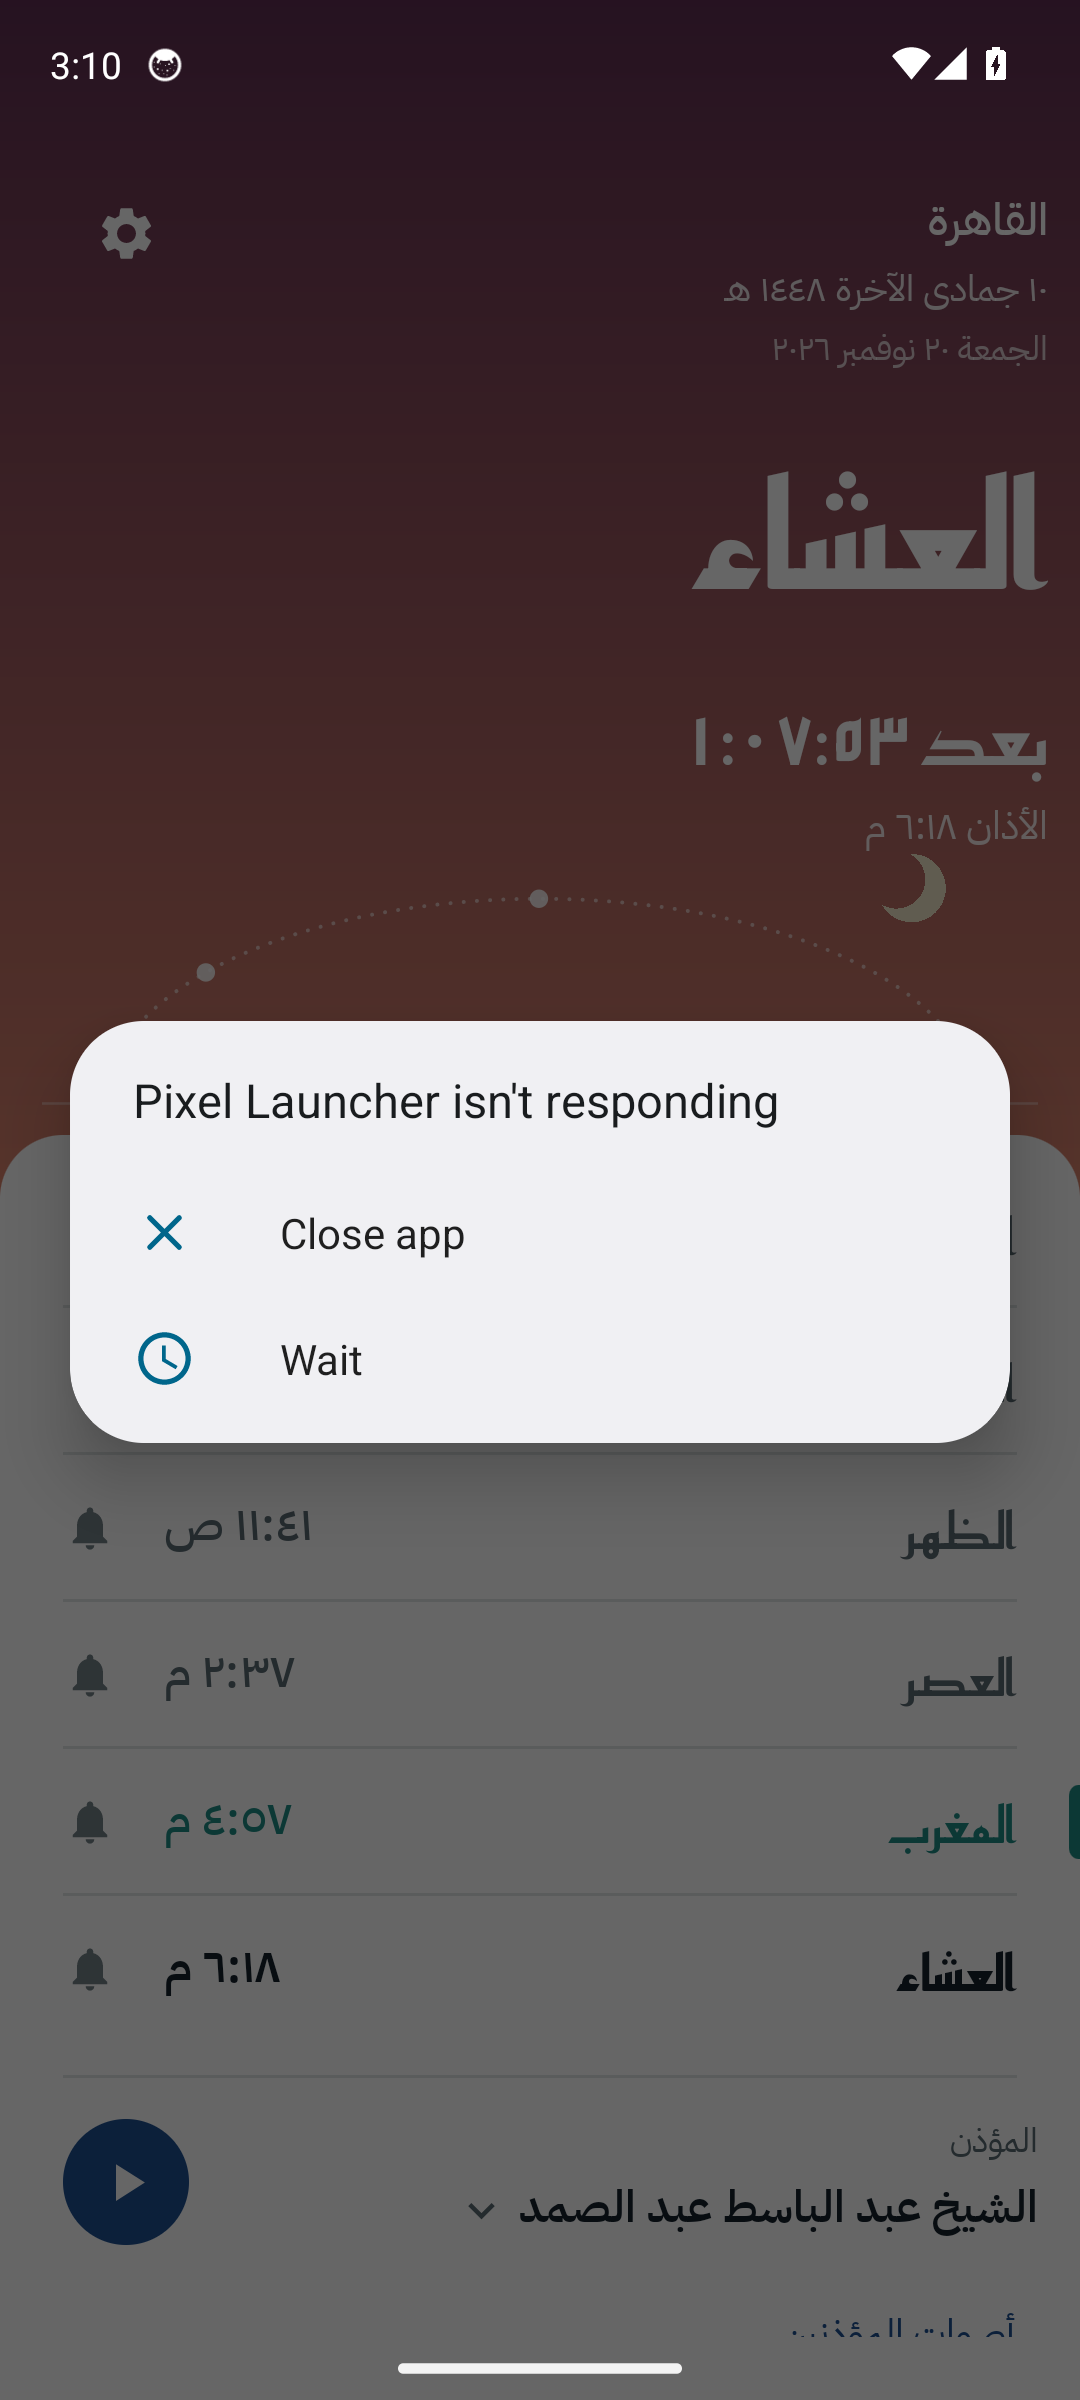 3:10
القاهرة
١٠ جمادى الآخرة ١٤٤٨ هـ
الجمعة ٢٠ نوفمبر ٢٠٢٦
العشاء
بعد ١:٠٧:٥٣
الأذان ٦:١٨ م
Pixel Launcher isn't responding
Close app
Wait
الظهر ١١:٤١ ص
العصر ٢:٣٧ م
المغرب ٤:٥٧ م
العشاء ٦:١٨ م
المؤذن
الشيخ عبد الباسط عبد الصمد
أصوات المؤذنين